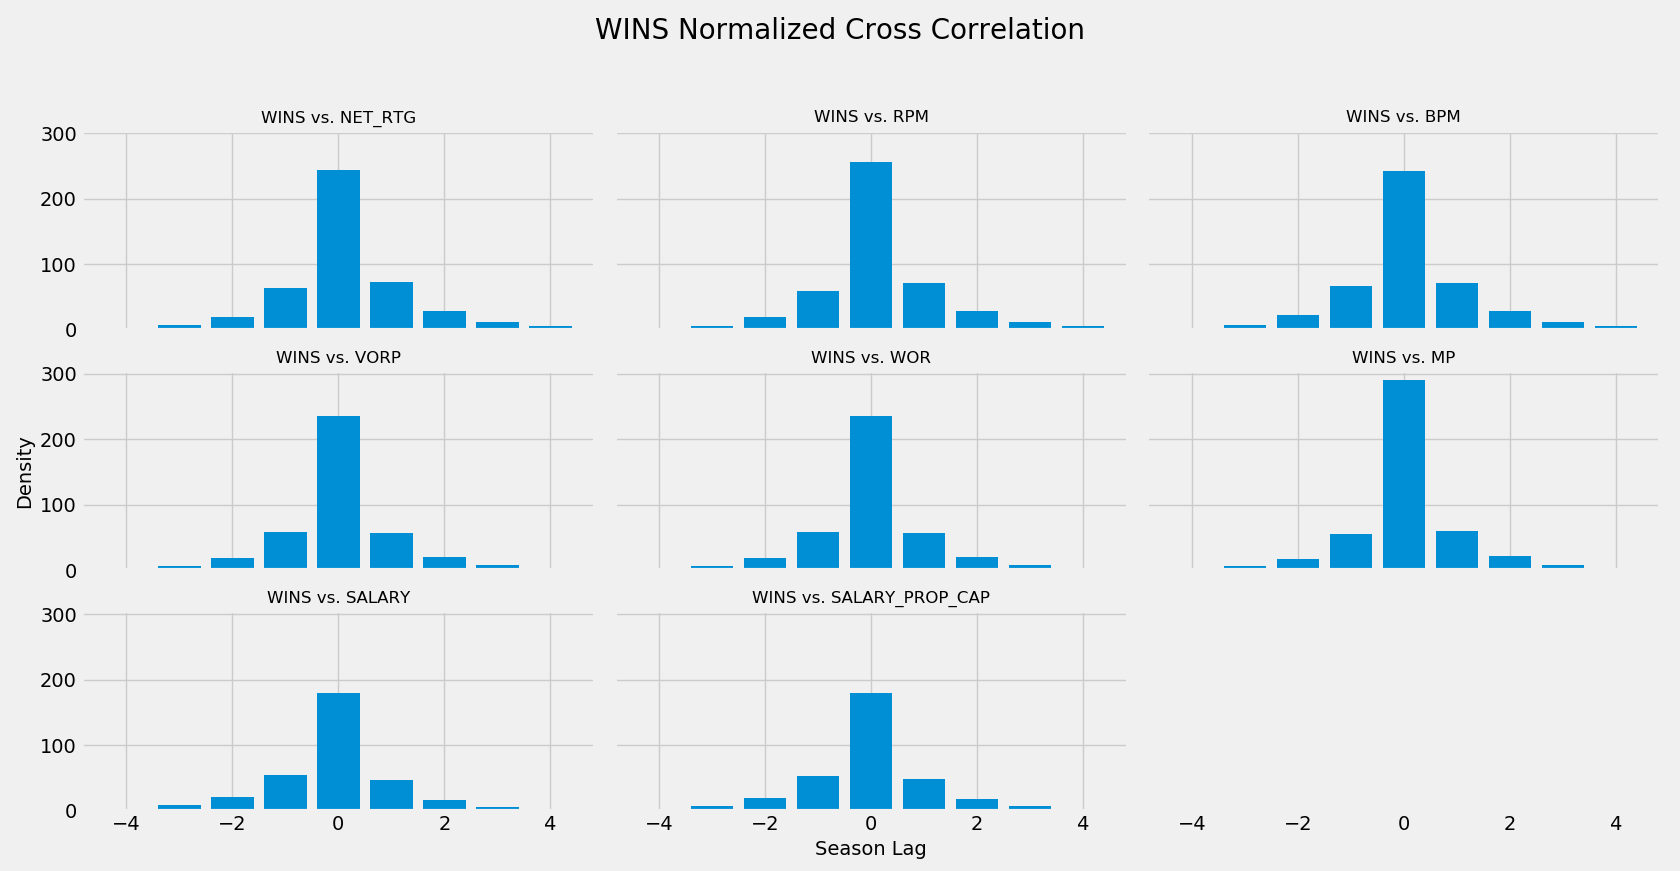 WINS Normalized Cross Correlation
WINS vs. NET_RTG
WINS vs. RPM
WINS vs. BPM
300
200
100
0
WINS vs. VORP
WINS vs. WOR
WINS vs. MP
300
200
100
0
Density
WINS vs. SALARY
WINS vs. SALARY_PROP_CAP
300
200
100
0
−4 −2 0 2 4
−4 −2 0 2 4
−4 −2 0 2 4
Season Lag